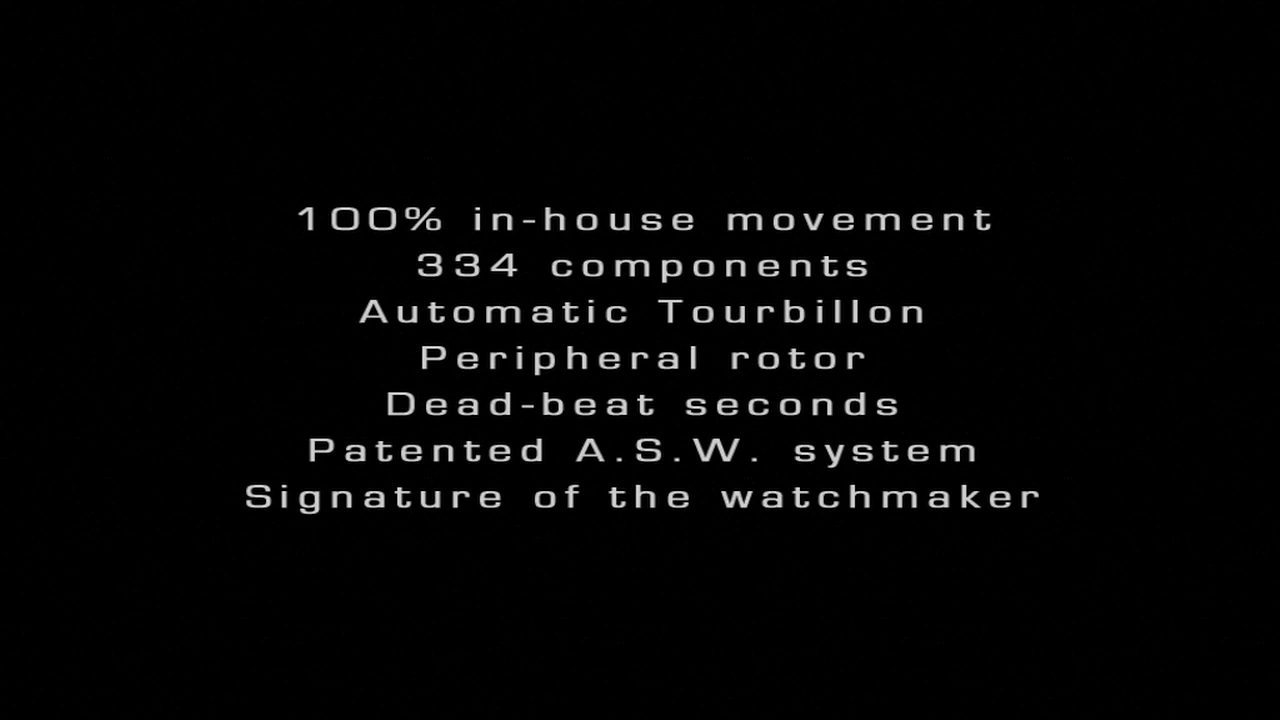 100% in-house movement
334 components
Automatic Tourbillon
Peripheral rotor
Dead-beat seconds
Patented A.S.W. system
Signature of the watchmaker